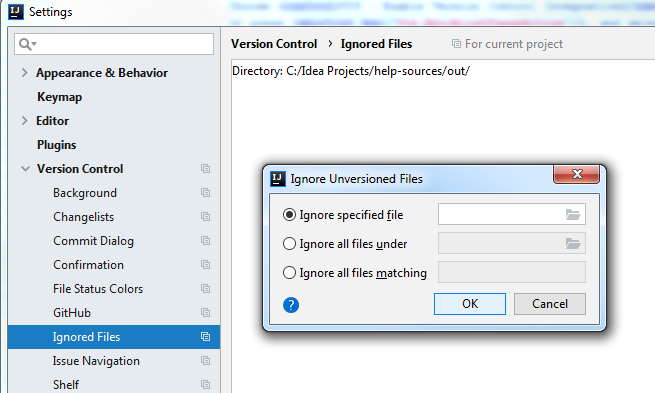 Settings
Appearance & Behavior
Keymap
Editor
Plugins
Version Control
Background
Changelists
Commit Dialog
Confirmation
File Status Colors
GitHub
Ignored Files
Issue Navigation
Shelf
Version Control › Ignored Files For current project
Directory: C:/Idea Projects/help-sources/out/
Ignore Unversioned Files
Ignore specified file
Ignore all files under
Ignore all files matching
OK Cancel